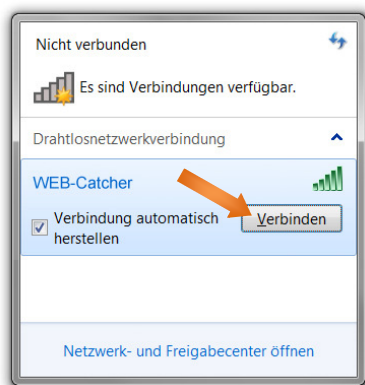 Nicht verbunden
Es sind Verbindungen verfügbar.
Drahtlosnetzwerkverbindung
WEB-Catcher
Verbindung automatisch
herstellen
Verbinden
Netzwerk- und Freigabecenter öffnen